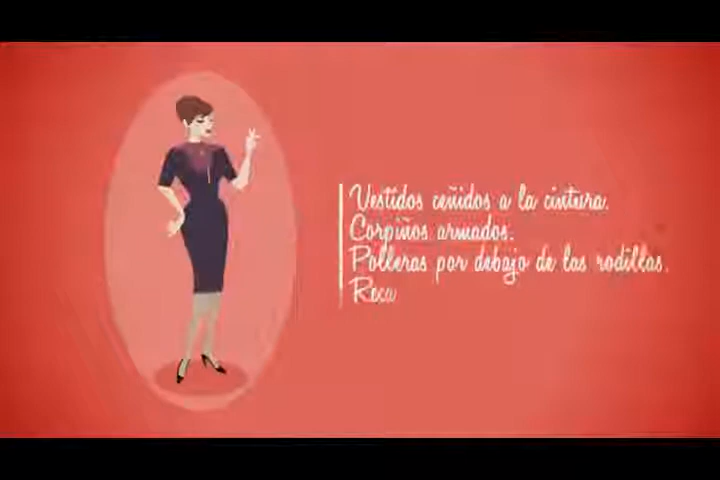 Vestidos ceñidos a la cintura.
Corpiños armados.
Polleras por debajo de las rodillas.
Reca